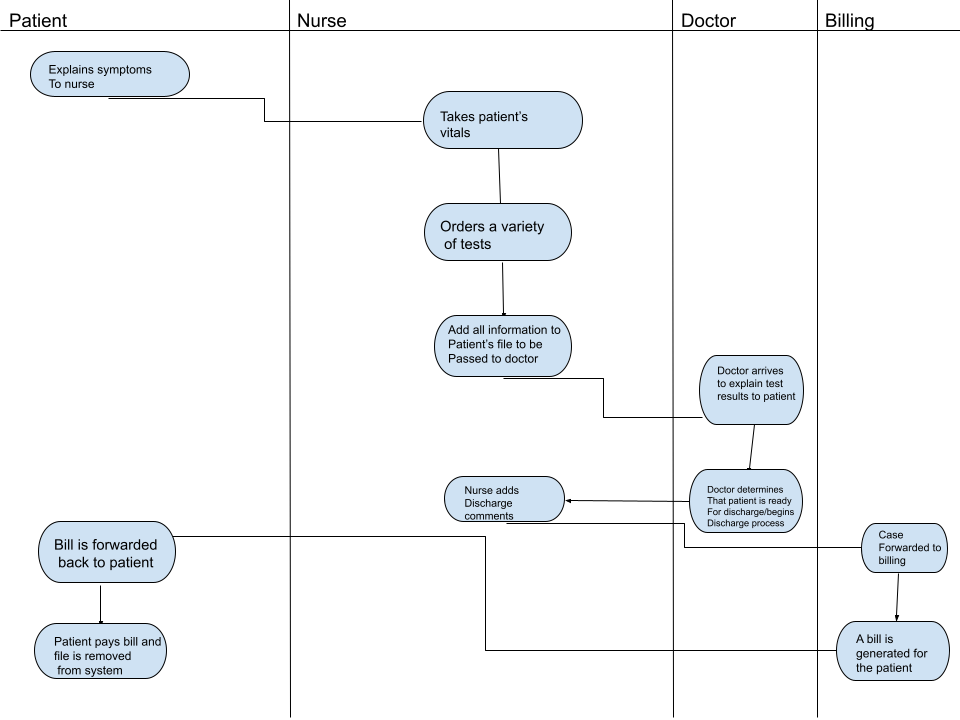 Patient
Nurse
Doctor
Billing
Explains symptoms
To nurse
Takes patient's
vitals
Orders a variety
of tests
Add all information to
Patient's file to be
Passed to doctor
Doctor arrives
to explain test
results to patient
Doctor determines
That patient is ready
For discharge/begins
Discharge process
Nurse adds
Discharge
comments
Case
Forwarded to
billing
A bill is
generated for
the patient
Bill is forwarded
back to patient
Patient pays bill and
file is removed
from system